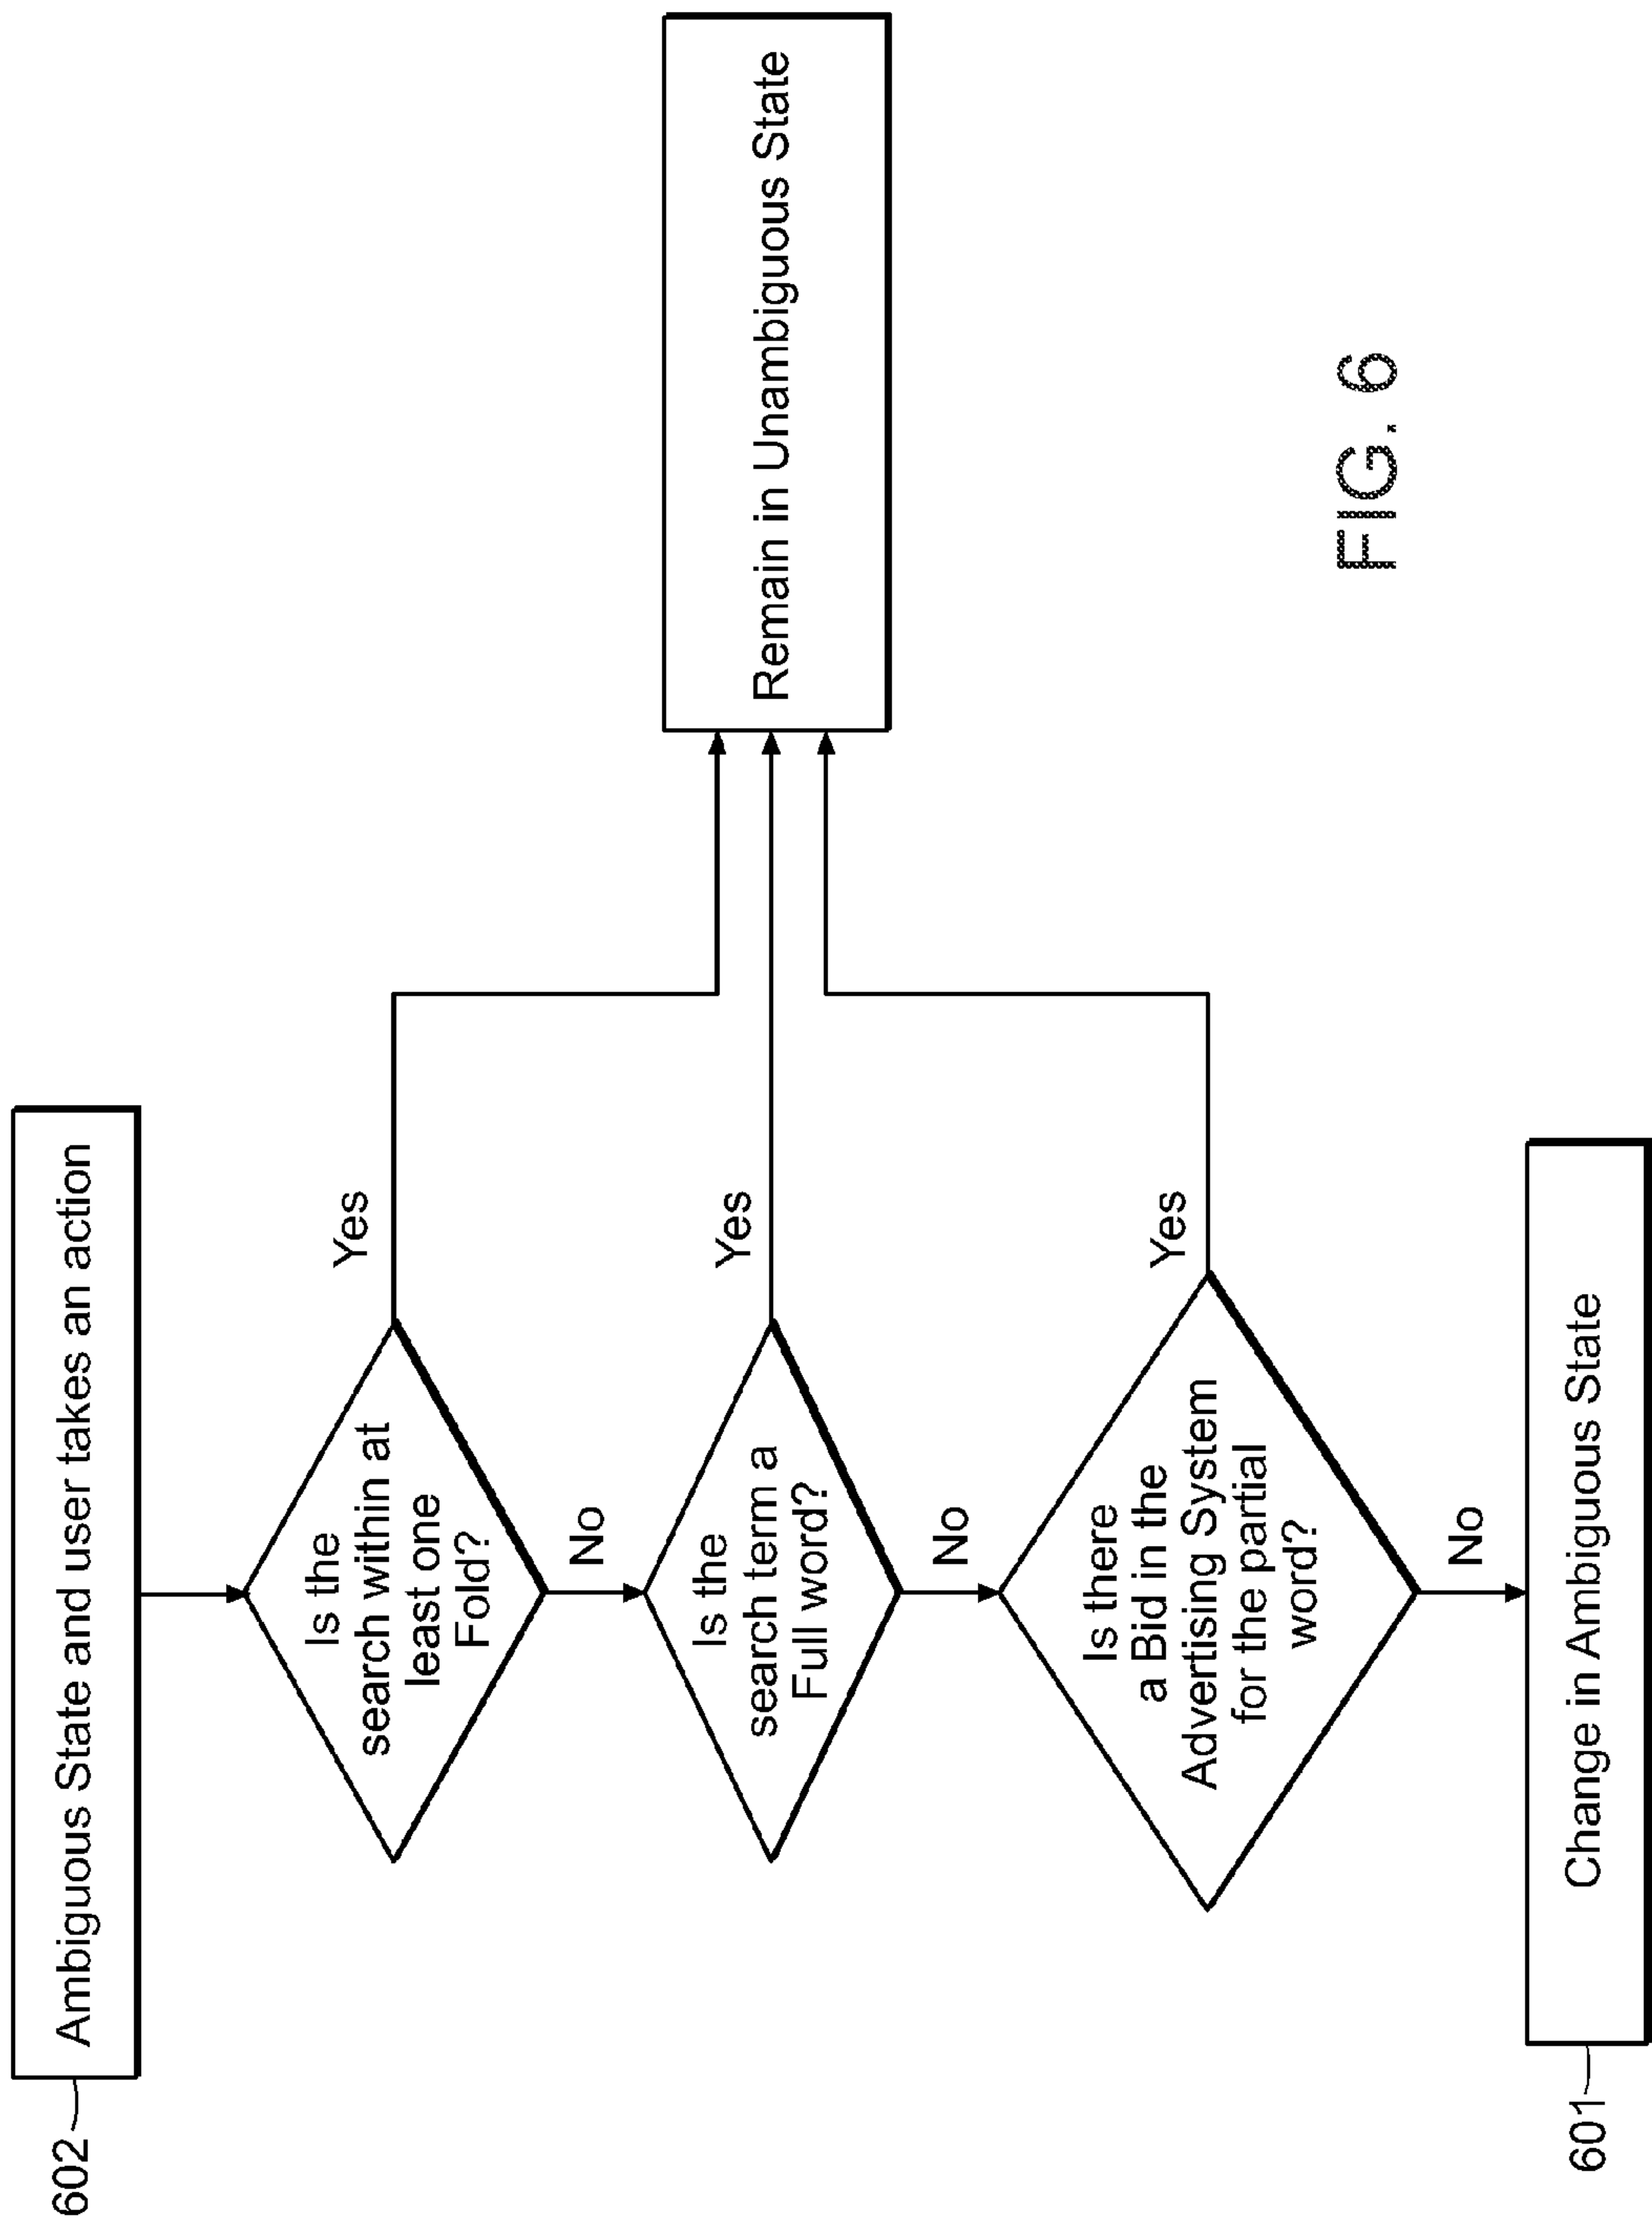 602
Ambiguous State and user takes an action
Is the
search within at
least one
Fold?
Yes
No
Is the
search term a
Full word?
Yes
No
Is there
a Bid in the
Advertising System
for the partial
word?
Yes
No
601
Change in Ambiguous State
Remain in Unambiguous State
FIG. 6